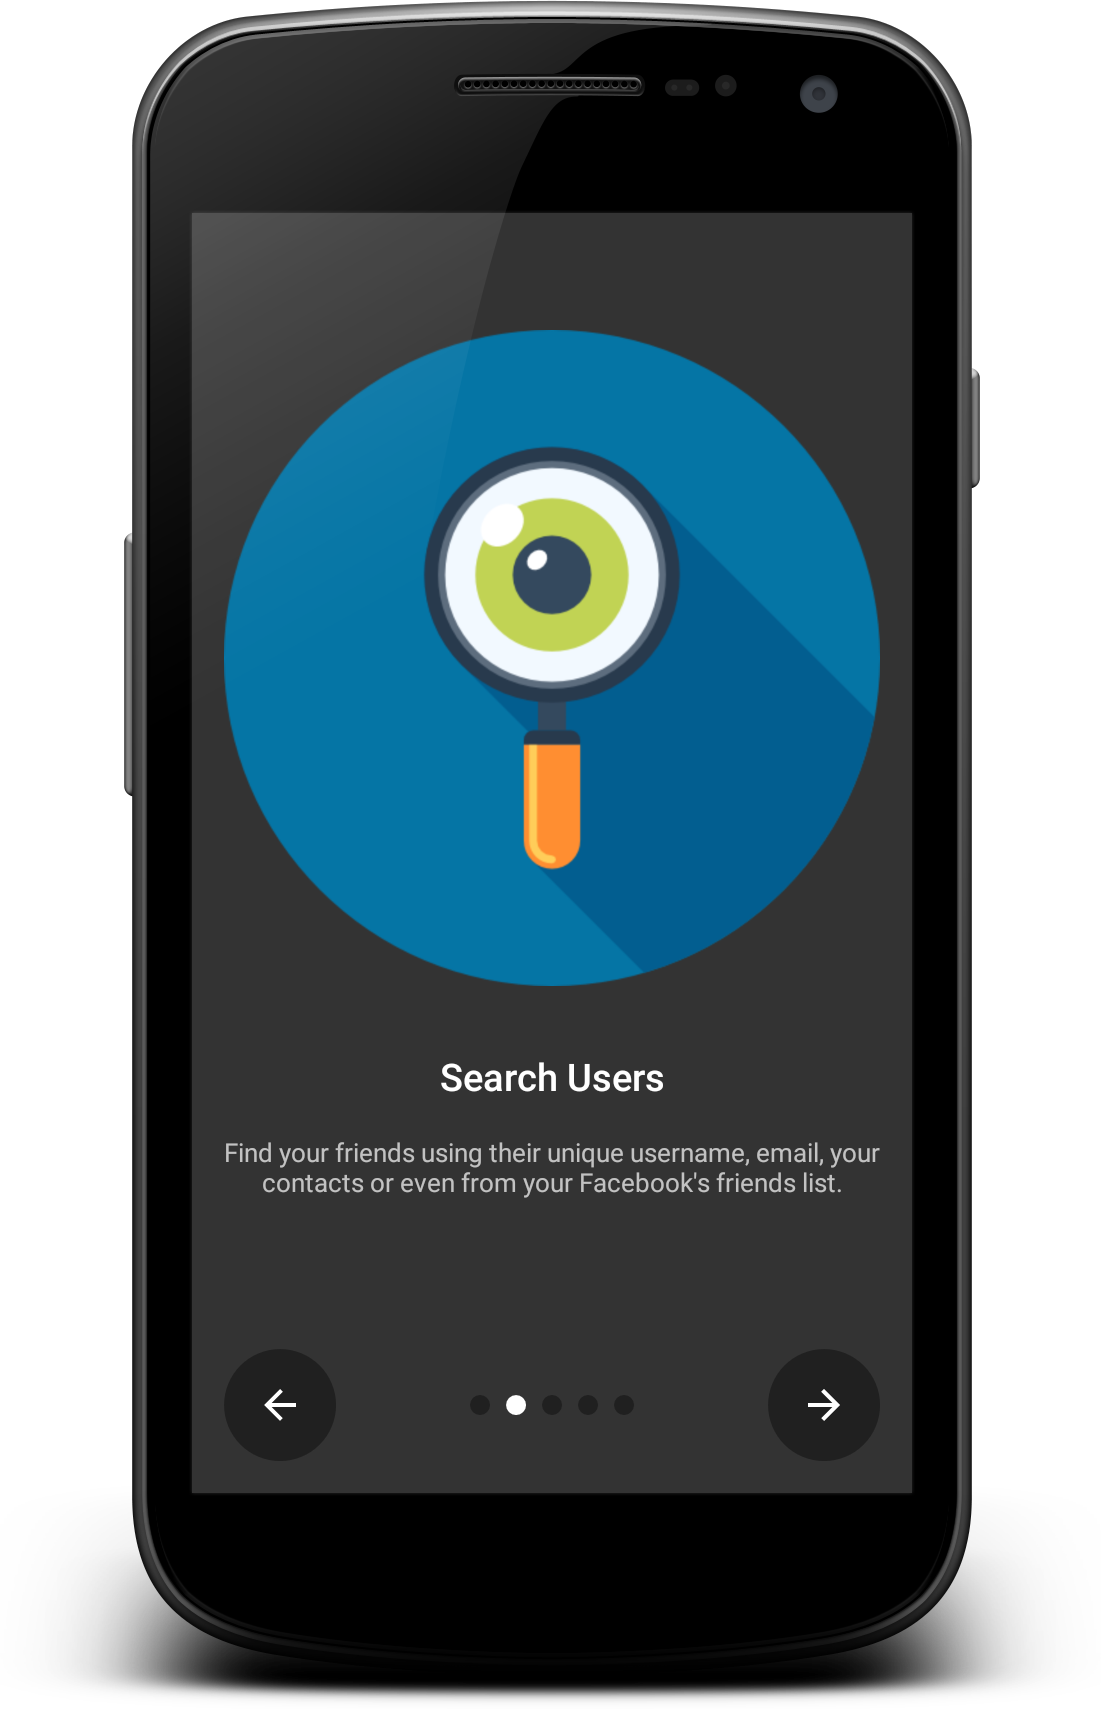 Search Users
Find your friends using their unique username, email, your
contacts or even from your Facebook's friends list.